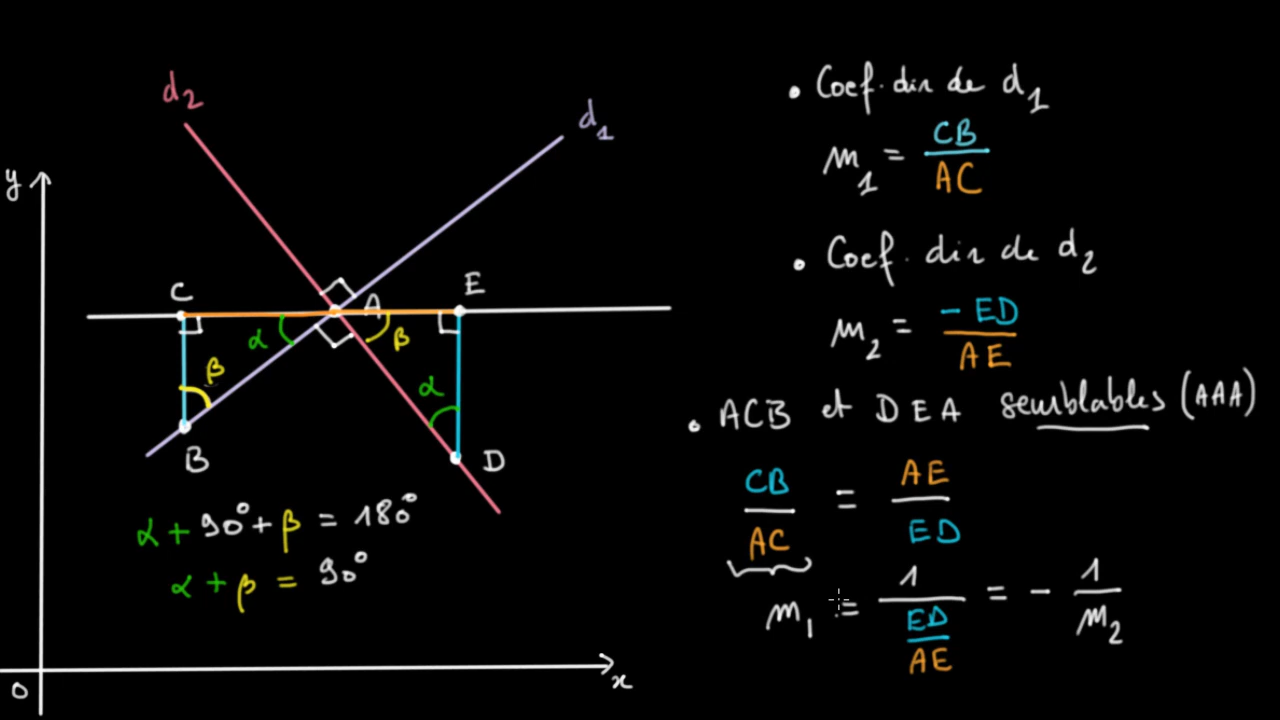 d2
d1
y
C
A
E
α
β
β
α
B
D
α + 90° + β = 180°
α + β = 90°
O
x
• Coef. dir de d1
m1 = CB/AC
• Coef. dir de d2
m2 = -ED/AE
• ACB et DEA semblables (AAA)
CB/AC = AE/ED
m1 = 1/(ED/AE) = - 1/m2